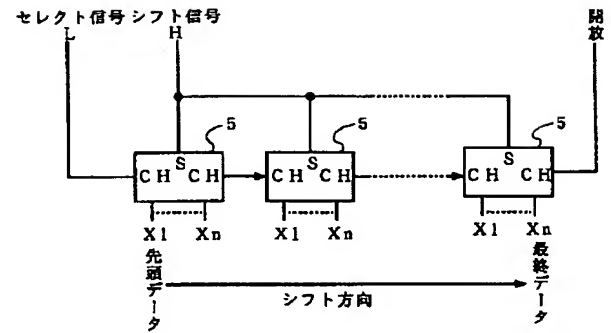 セレクト信号 シフト信号 開放
L H
5 5 5
S S S
CH CH CH CH CH CH
X1 Xn X1 Xn X1 Xn
先頭データ 最終データ
シフト方向